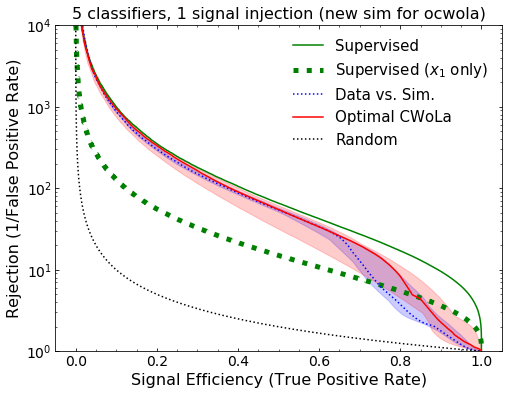 5 classifiers, 1 signal injection (new sim for ocwola)
Rejection (1/False Positive Rate)
10⁴
10³
10²
10¹
10⁰
Supervised
Supervised (x₁ only)
Data vs. Sim.
Optimal CWoLa
Random
0.0 0.2 0.4 0.6 0.8 1.0
Signal Efficiency (True Positive Rate)